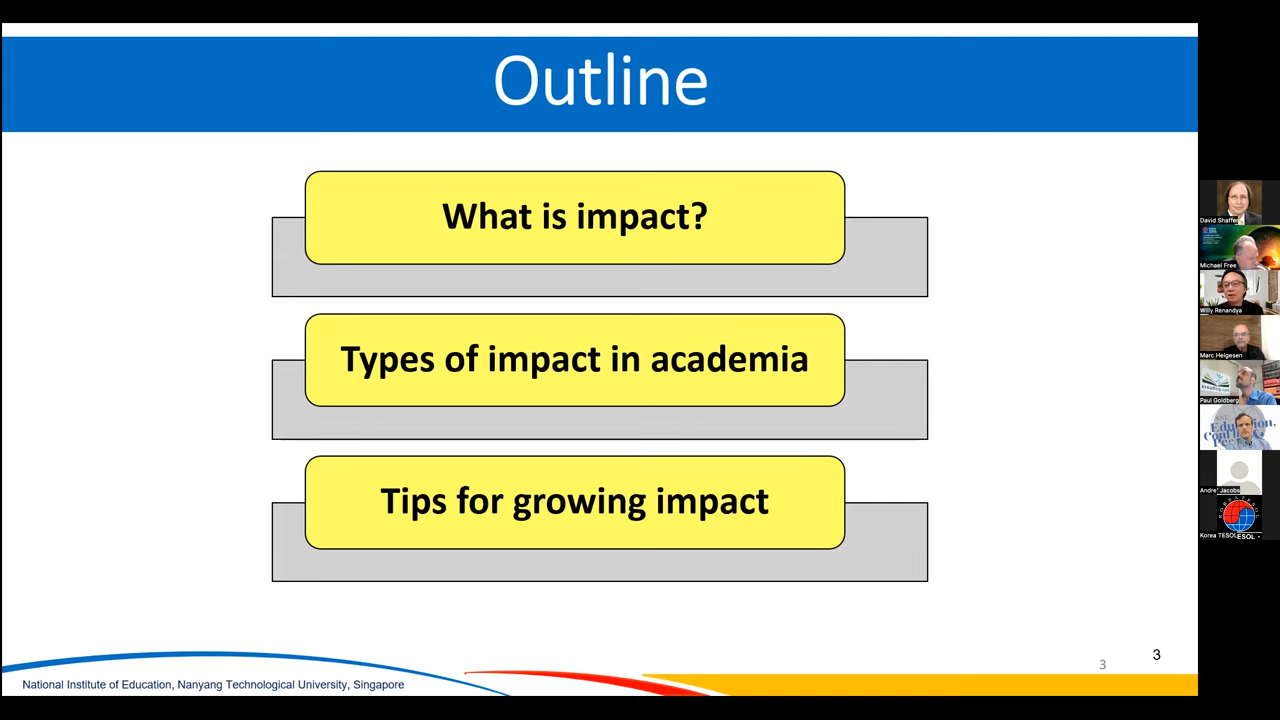 Outline
What is impact?
Types of impact in academia
Tips for growing impact
3
3
National Institute of Education, Nanyang Technological University, Singapore
David Shaffer
Michael Free
Willy Renandya
Marc Helgesen
Paul Goldberg
Andre' Jacobs
Korea TESOL